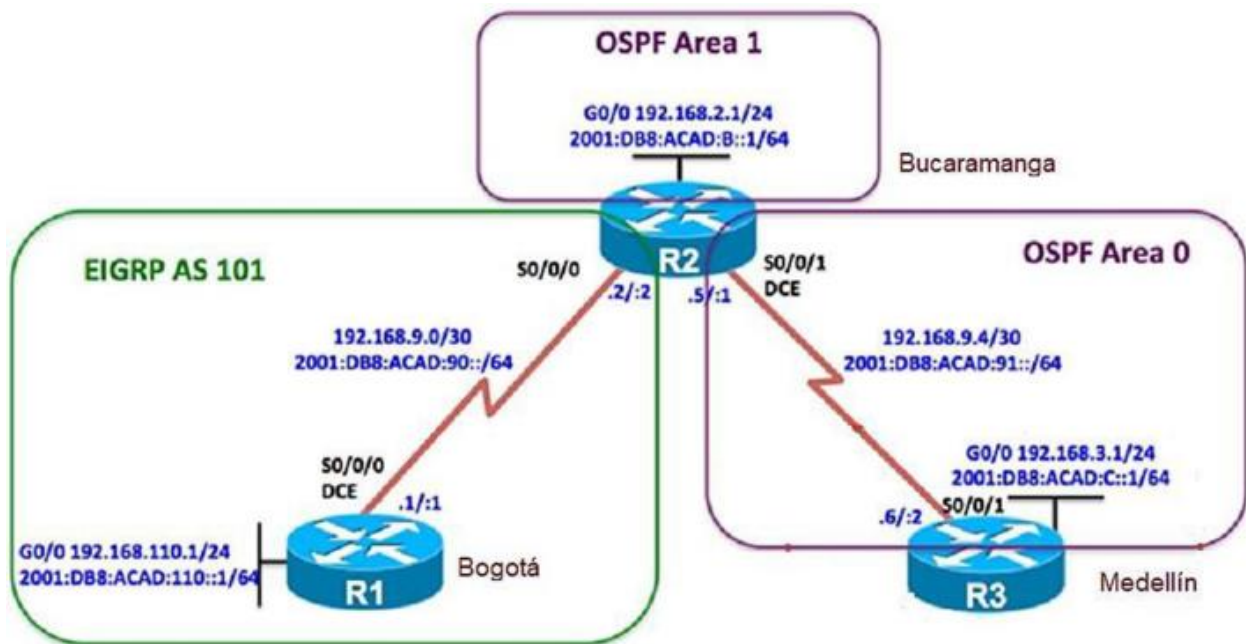 OSPF Area 1
G0/0 192.168.2.1/24
2001:DB8:ACAD:B::1/64
Bucaramanga
EIGRP AS 101
S0/0/0
R2
S0/0/1
DCE
OSPF Area 0
.2/:2
.5/:1
192.168.9.0/30
2001:DB8:ACAD:90::/64
192.168.9.4/30
2001:DB8:ACAD:91::/64
S0/0/0
DCE
.1/:1
G0/0 192.168.3.1/24
2001:DB8:ACAD:C::1/64
.6/:2
S0/0/1
G0/0 192.168.110.1/24
2001:DB8:ACAD:110::1/64
R1
Bogotá
R3
Medellín